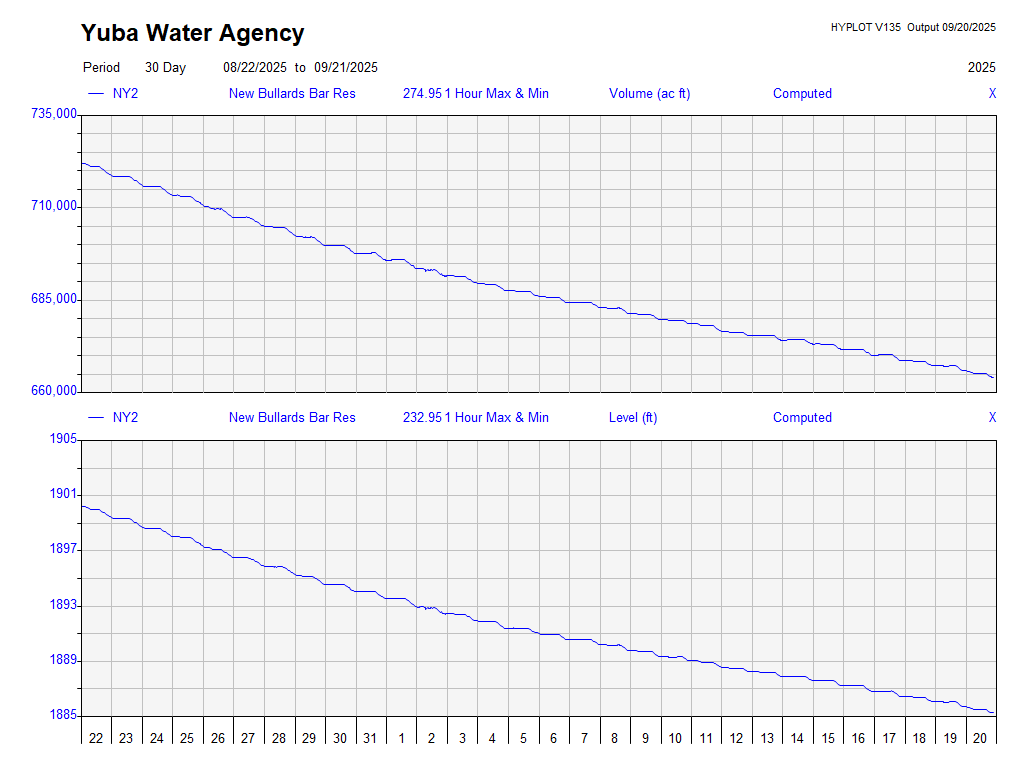 Yuba Water Agency
HYPLOT V135 Output 09/20/2025
Period 30 Day 08/22/2025 to 09/21/2025 2025
NY2 New Bullards Bar Res 274.95 1 Hour Max & Min Volume (ac ft) Computed X
735,000
710,000
685,000
660,000
NY2 New Bullards Bar Res 232.95 1 Hour Max & Min Level (ft) Computed X
1905
1901
1897
1893
1889
1885
22 23 24 25 26 27 28 29 30 31 1 2 3 4 5 6 7 8 9 10 11 12 13 14 15 16 17 18 19 20